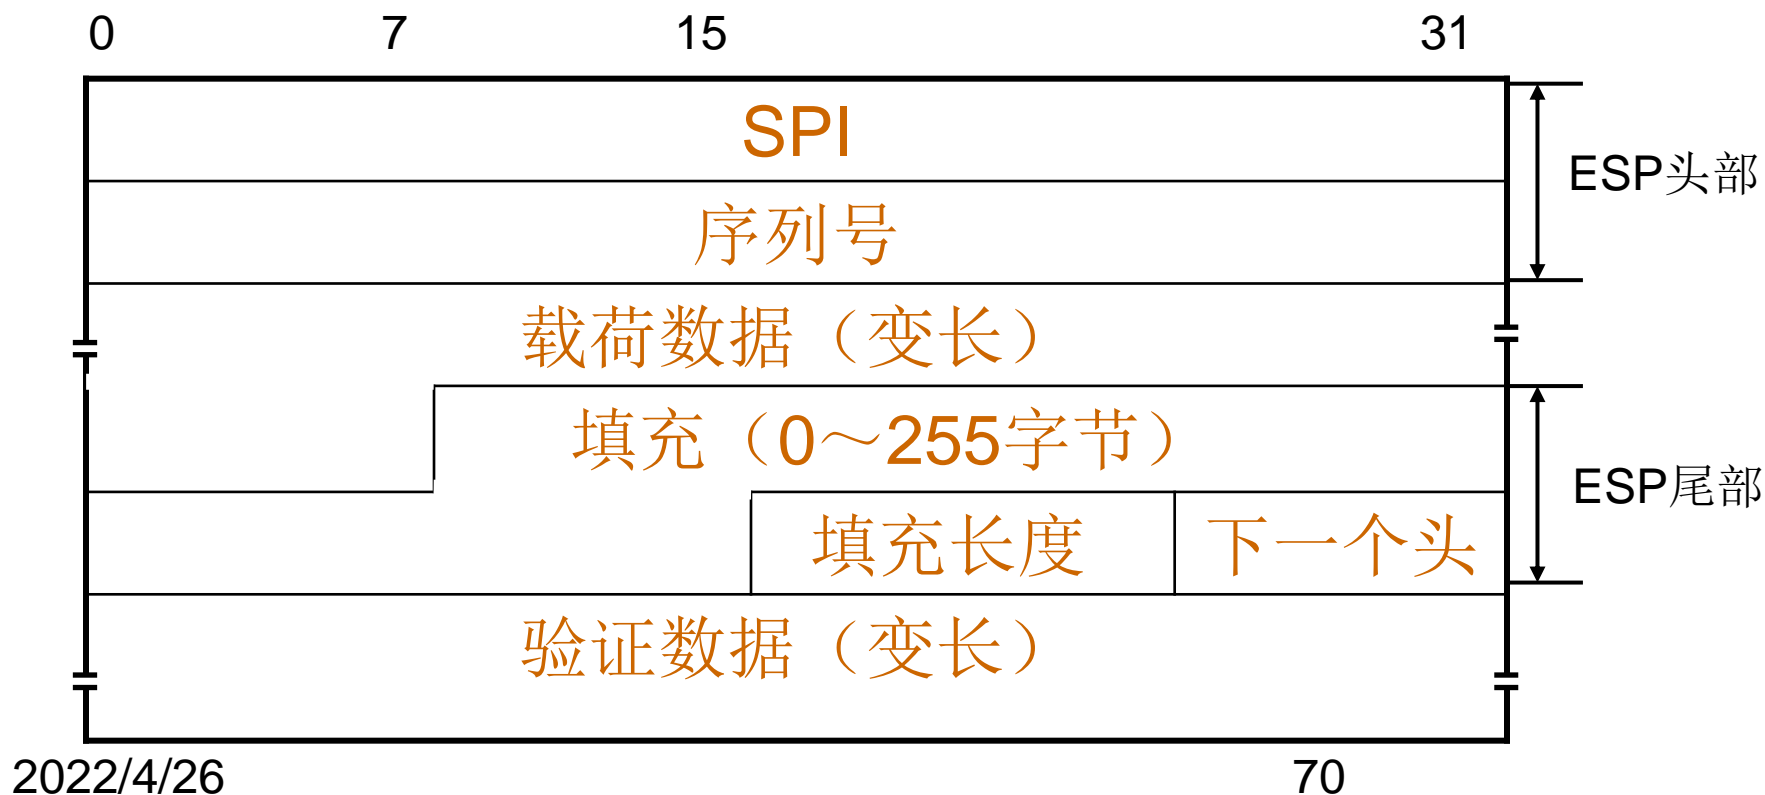 0 7 15 31
SPI
ESP头部
序列号
载荷数据（变长）
填充（0～255字节）
ESP尾部
填充长度 下一个头
验证数据（变长）
2022/4/26 70